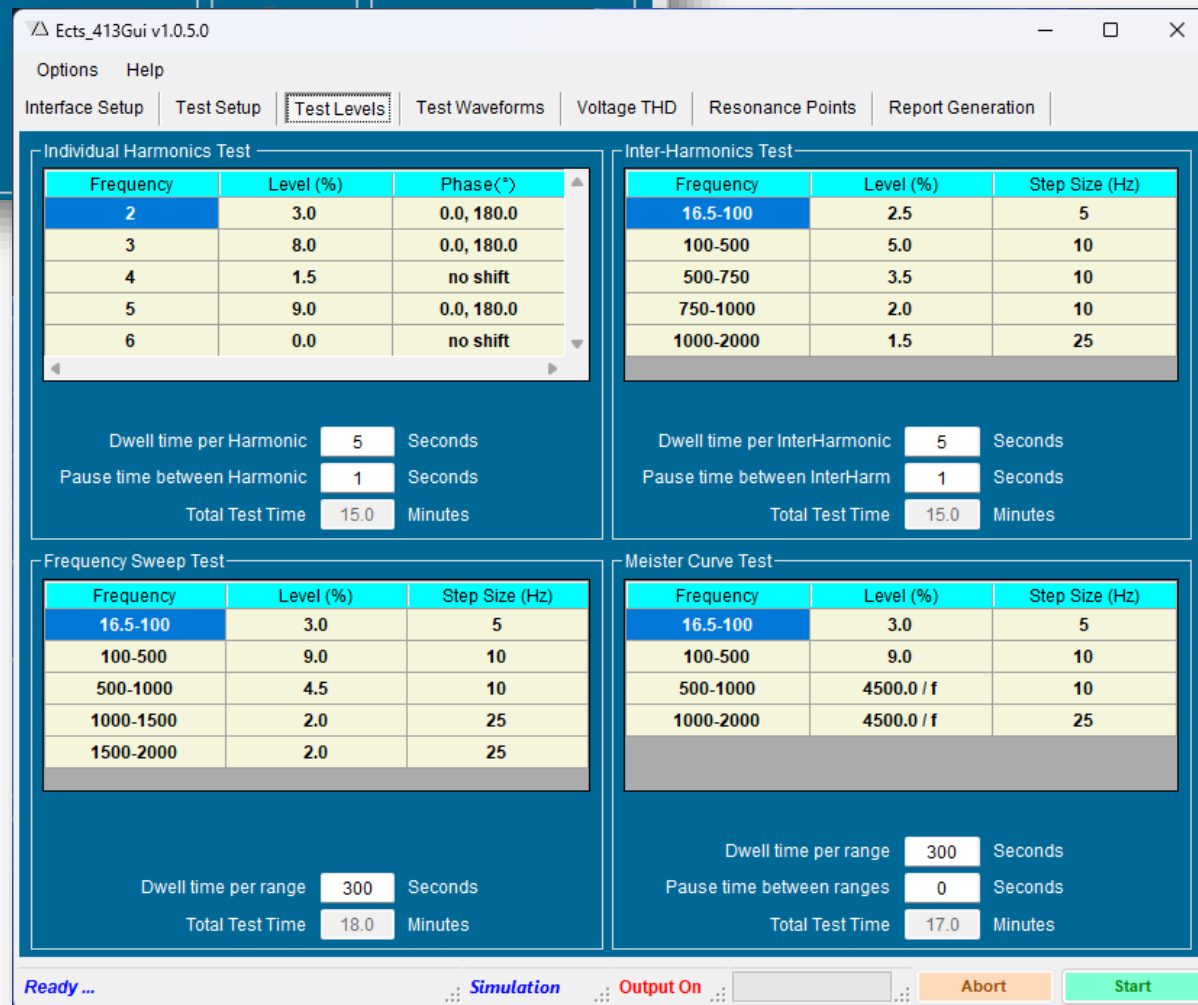 Ects_413Gui v1.0.5.0
Options Help
Interface Setup Test Setup Test Levels Test Waveforms Voltage THD Resonance Points Report Generation
Individual Harmonics Test
Frequency Level (%) Phase(°)
2 3.0 0.0, 180.0
3 8.0 0.0, 180.0
4 1.5 no shift
5 9.0 0.0, 180.0
6 0.0 no shift
Dwell time per Harmonic 5 Seconds
Pause time between Harmonic 1 Seconds
Total Test Time 15.0 Minutes
Inter-Harmonics Test
Frequency Level (%) Step Size (Hz)
16.5-100 2.5 5
100-500 5.0 10
500-750 3.5 10
750-1000 2.0 10
1000-2000 1.5 25
Dwell time per InterHarmonic 5 Seconds
Pause time between InterHarm 1 Seconds
Total Test Time 15.0 Minutes
Frequency Sweep Test
Frequency Level (%) Step Size (Hz)
16.5-100 3.0 5
100-500 9.0 10
500-1000 4.5 10
1000-1500 2.0 25
1500-2000 2.0 25
Dwell time per range 300 Seconds
Total Test Time 18.0 Minutes
Meister Curve Test
Frequency Level (%) Step Size (Hz)
16.5-100 3.0 5
100-500 9.0 10
500-1000 4500.0 / f 10
1000-2000 4500.0 / f 25
Dwell time per range 300 Seconds
Pause time between ranges 0 Seconds
Total Test Time 17.0 Minutes
Ready ... Simulation Output On Abort Start